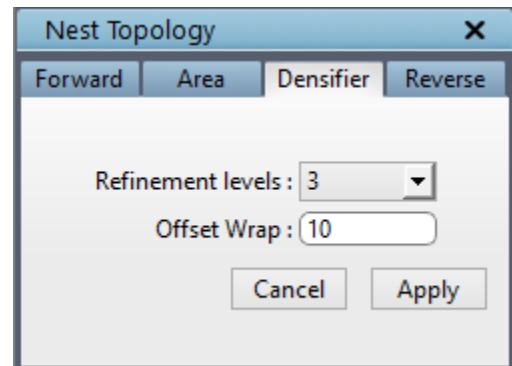 Nest Topology
Forward Area Densifier Reverse
Refinement levels : 3
Offset Wrap : 10
Cancel Apply